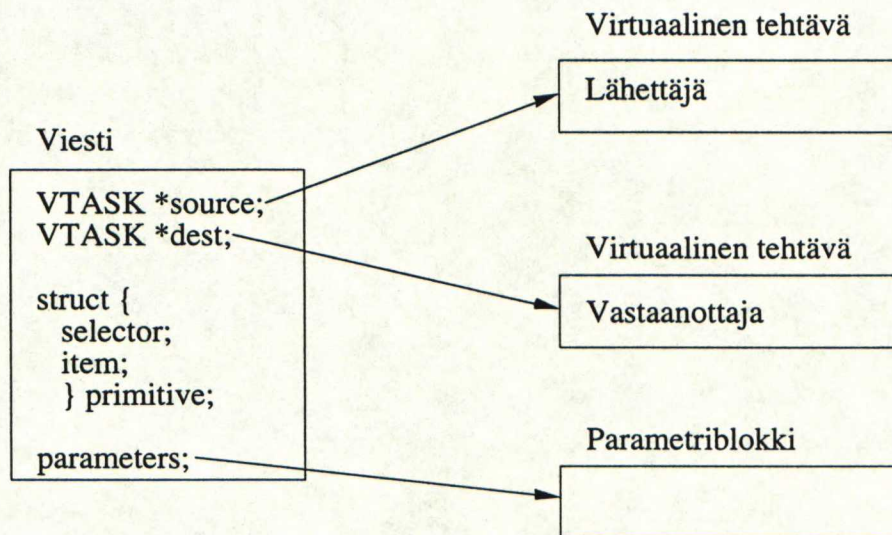 Viesti
VTASK *source;
VTASK *dest;
struct {
selector;
item;
} primitive;
parameters;
Virtuaalinen tehtävä
Lähettäjä
Virtuaalinen tehtävä
Vastaanottaja
Parametriblokki